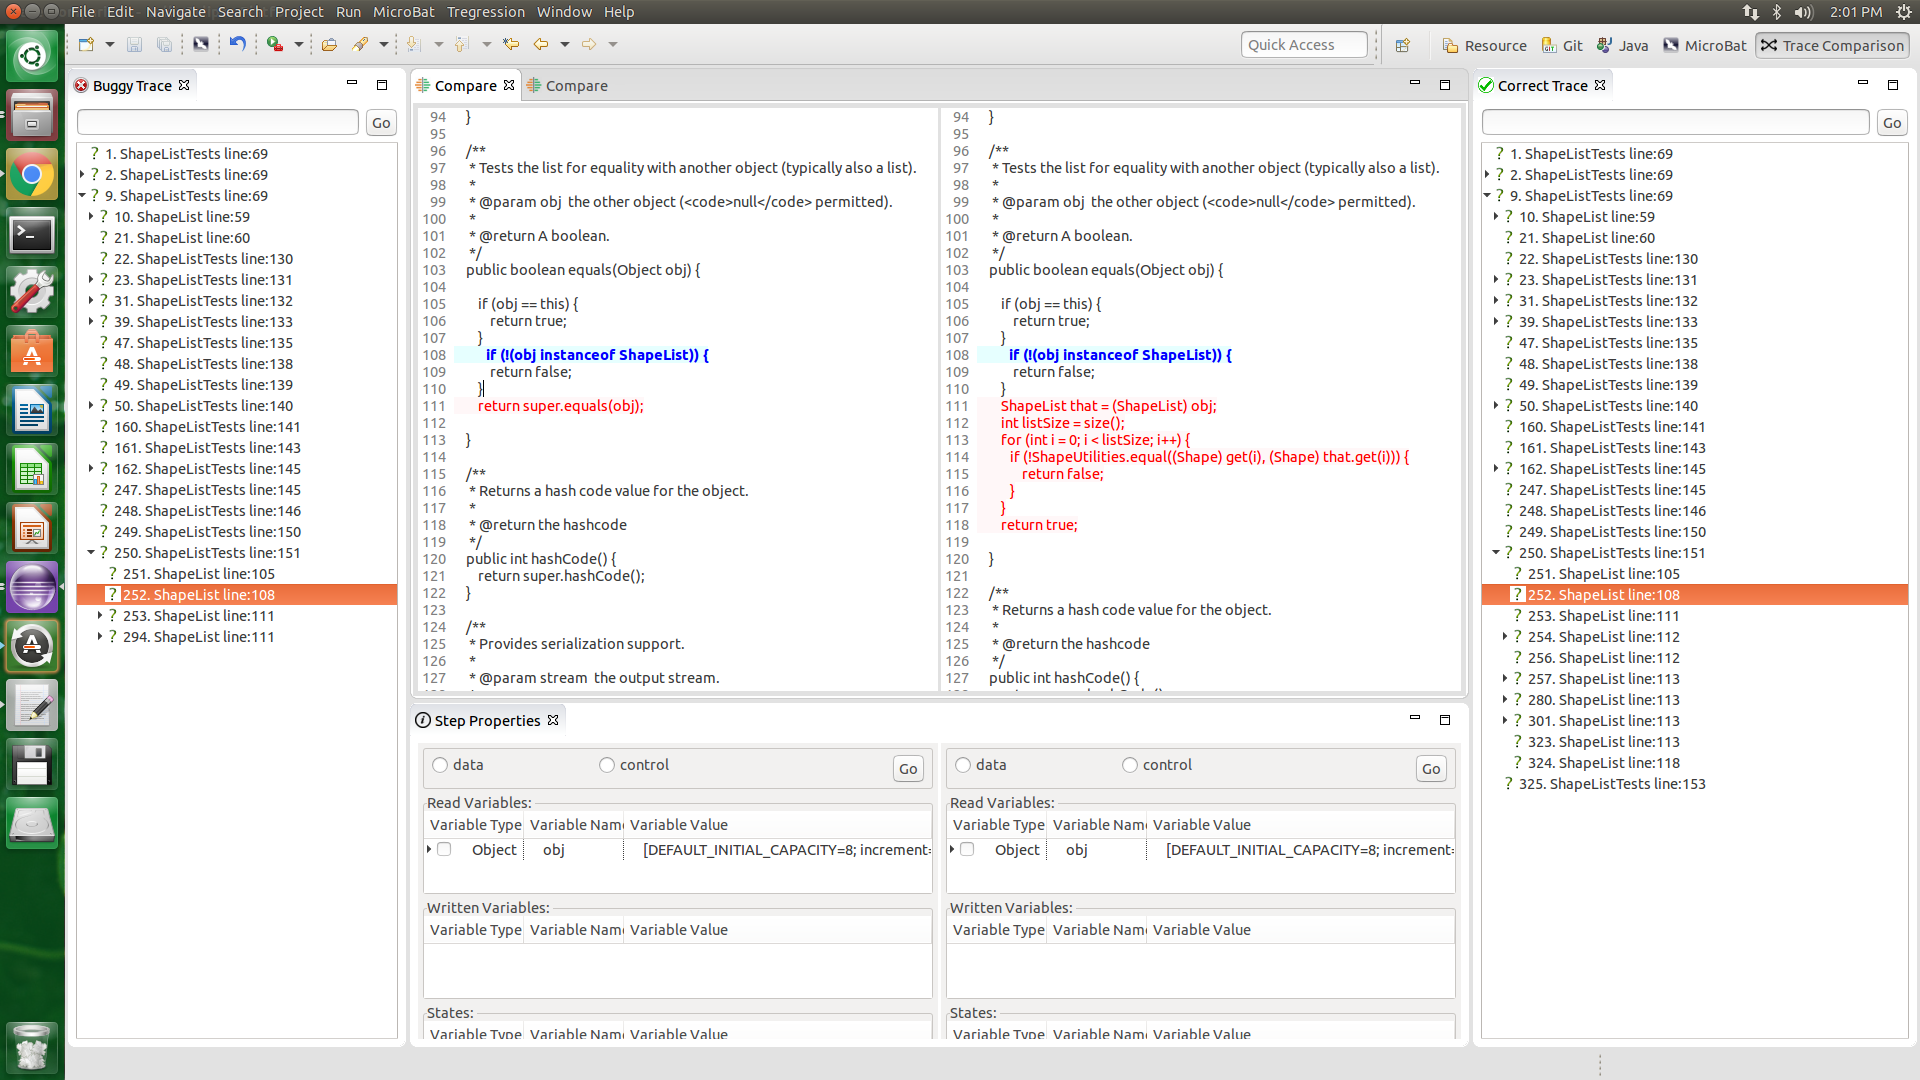 File Edit Navigate Search Project Run MicroBat Tregression Window Help
2:01 PM
Quick Access
Resource Git Java MicroBat Trace Comparison
Buggy Trace
Go
1. ShapeListTests line:69
2. ShapeListTests line:69
9. ShapeListTests line:69
10. ShapeList line:59
21. ShapeList line:60
22. ShapeListTests line:130
23. ShapeListTests line:131
31. ShapeListTests line:132
39. ShapeListTests line:133
47. ShapeListTests line:135
48. ShapeListTests line:138
49. ShapeListTests line:139
50. ShapeListTests line:140
160. ShapeListTests line:141
161. ShapeListTests line:143
162. ShapeListTests line:145
247. ShapeListTests line:145
248. ShapeListTests line:146
249. ShapeListTests line:150
250. ShapeListTests line:151
251. ShapeList line:105
252. ShapeList line:108
253. ShapeList line:111
294. ShapeList line:111
Compare
Compare
94 }
95
96 /**
97 * Tests the list for equality with another object (typically also a list).
98 *
99 * @param obj  the other object (<code>null</code> permitted).
100 *
101 * @return A boolean.
102 */
103 public boolean equals(Object obj) {
104
105 if (obj == this) {
106 return true;
107 }
108 if (!(obj instanceof ShapeList)) {
109 return false;
110 }
111 return super.equals(obj);
112
113 }
114
115 /**
116 * Returns a hash code value for the object.
117 *
118 * @return the hashcode
119 */
120 public int hashCode() {
121 return super.hashCode();
122 }
123
124 /**
125 * Provides serialization support.
126 *
127 * @param stream  the output stream.
94 }
95
96 /**
97 * Tests the list for equality with another object (typically also a list).
98 *
99 * @param obj  the other object (<code>null</code> permitted).
100 *
101 * @return A boolean.
102 */
103 public boolean equals(Object obj) {
104
105 if (obj == this) {
106 return true;
107 }
108 if (!(obj instanceof ShapeList)) {
109 return false;
110 }
111 ShapeList that = (ShapeList) obj;
112 int listSize = size();
113 for (int i = 0; i < listSize; i++) {
114 if (!ShapeUtilities.equal((Shape) get(i), (Shape) that.get(i))) {
115 return false;
116 }
117 }
118 return true;
119
120 }
121
122 /**
123 * Returns a hash code value for the object.
124 *
125 * @return the hashcode
126 */
127 public int hashCode() {
Step Properties
data control Go
Read Variables:
Variable Type Variable Nam Variable Value
Object obj [DEFAULT_INITIAL_CAPACITY=8; increment=
Written Variables:
Variable Type Variable Nam Variable Value
States:
Variable Type Variable Nam Variable Value
data control Go
Read Variables:
Variable Type Variable Nam Variable Value
Object obj [DEFAULT_INITIAL_CAPACITY=8; increment=
Written Variables:
Variable Type Variable Nam Variable Value
States:
Variable Type Variable Nam Variable Value
Correct Trace
Go
1. ShapeListTests line:69
2. ShapeListTests line:69
9. ShapeListTests line:69
10. ShapeList line:59
21. ShapeList line:60
22. ShapeListTests line:130
23. ShapeListTests line:131
31. ShapeListTests line:132
39. ShapeListTests line:133
47. ShapeListTests line:135
48. ShapeListTests line:138
49. ShapeListTests line:139
50. ShapeListTests line:140
160. ShapeListTests line:141
161. ShapeListTests line:143
162. ShapeListTests line:145
247. ShapeListTests line:145
248. ShapeListTests line:146
249. ShapeListTests line:150
250. ShapeListTests line:151
251. ShapeList line:105
252. ShapeList line:108
253. ShapeList line:111
254. ShapeList line:112
256. ShapeList line:112
257. ShapeList line:113
280. ShapeList line:113
301. ShapeList line:113
323. ShapeList line:113
324. ShapeList line:118
325. ShapeListTests line:153